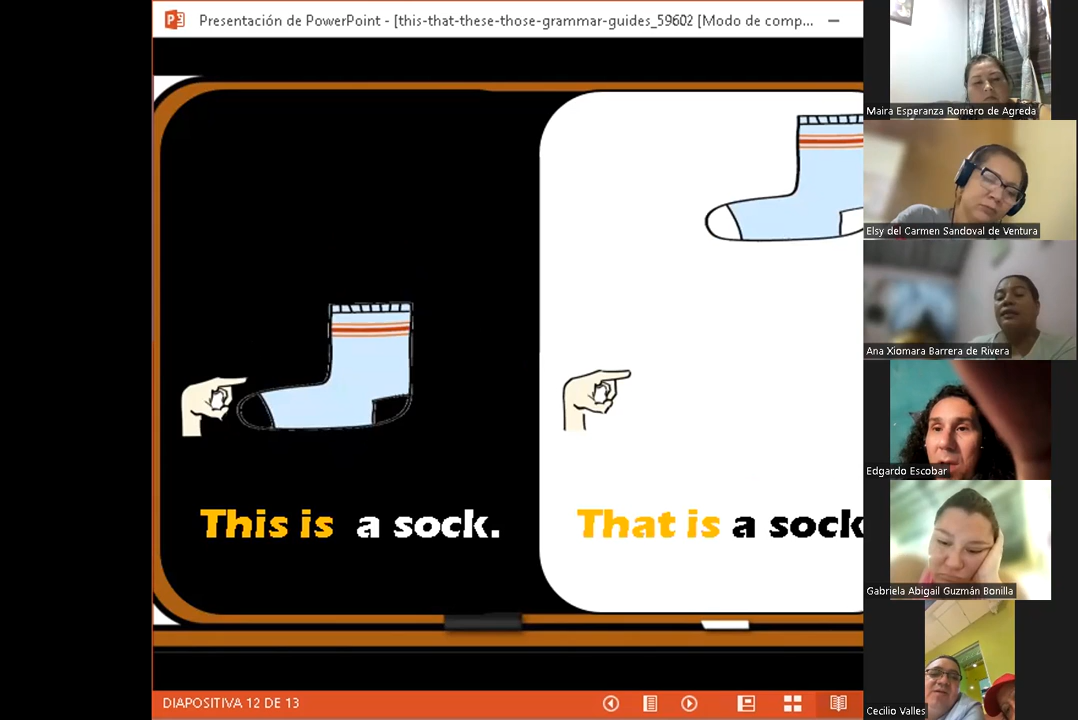 Presentación de PowerPoint - [this-that-these-those-grammar-guides_59602 [Modo de comp...
Maira Esperanza Romero de Agreda
Elsy del Carmen Sandoval de Ventura
Ana Xiomara Barrera de Rivera
Edgardo Escobar
This is a sock.
That is a sock
Gabriela Abigail Guzmán Bonilla
DIAPOSITIVA 12 DE 13
Cecilio Valles